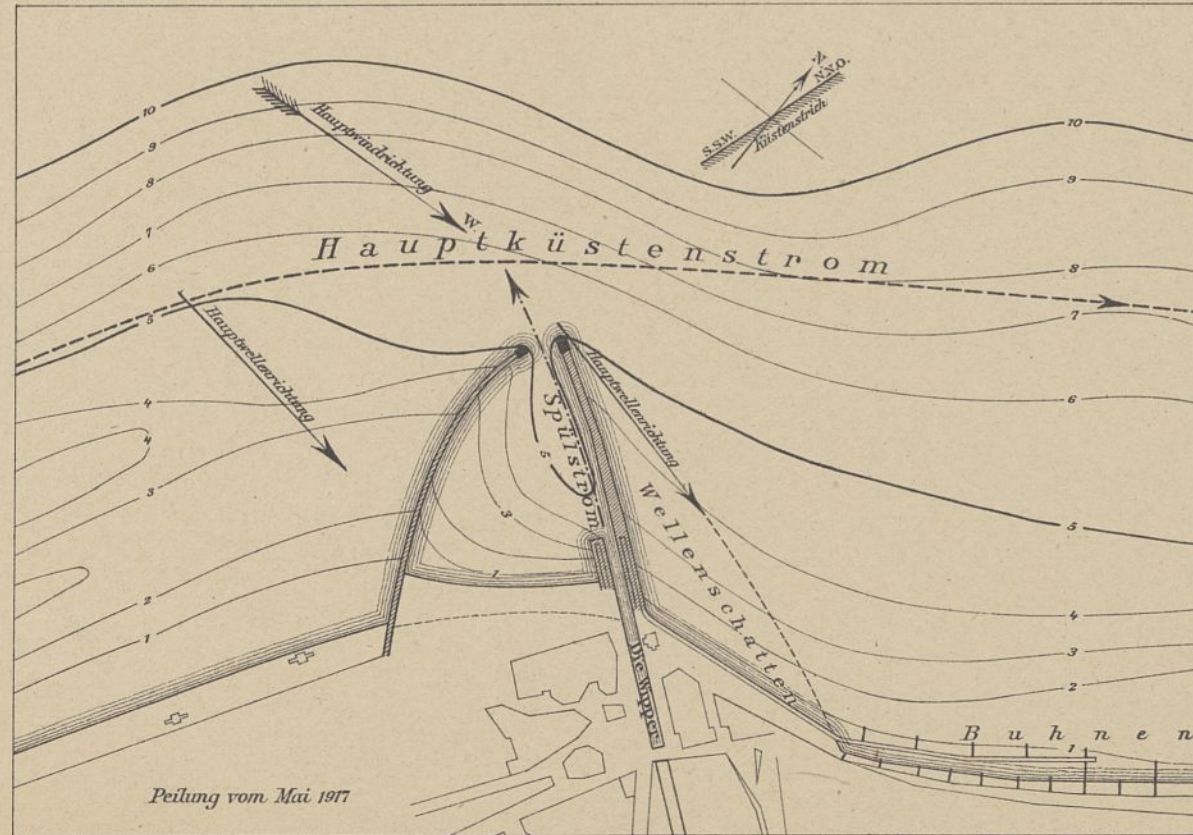 N.
N.N.O.
S.S.W.
Küstenstrich
10
10
9
9
8
8
7
7
6
6
5
5
4
4
4
3
3
2
2
1
1
5
3
1
Hauptwindrichtung
W.
Hauptküstenstrom
Hauptwellenrichtung
Hauptwellenrichtung
Spülstrom
Wellenschatten
Die Wipper
Buhnen
Peilung vom Mai 1917